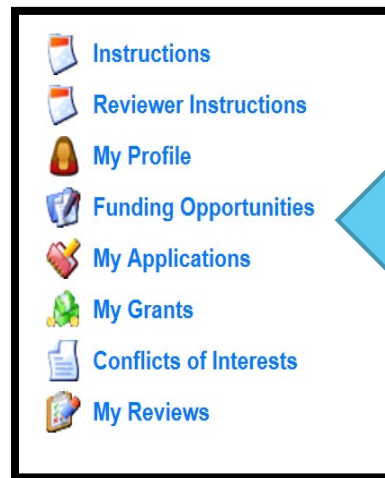 Instructions
Reviewer Instructions
My Profile
Funding Opportunities
My Applications
My Grants
Conflicts of Interests
My Reviews